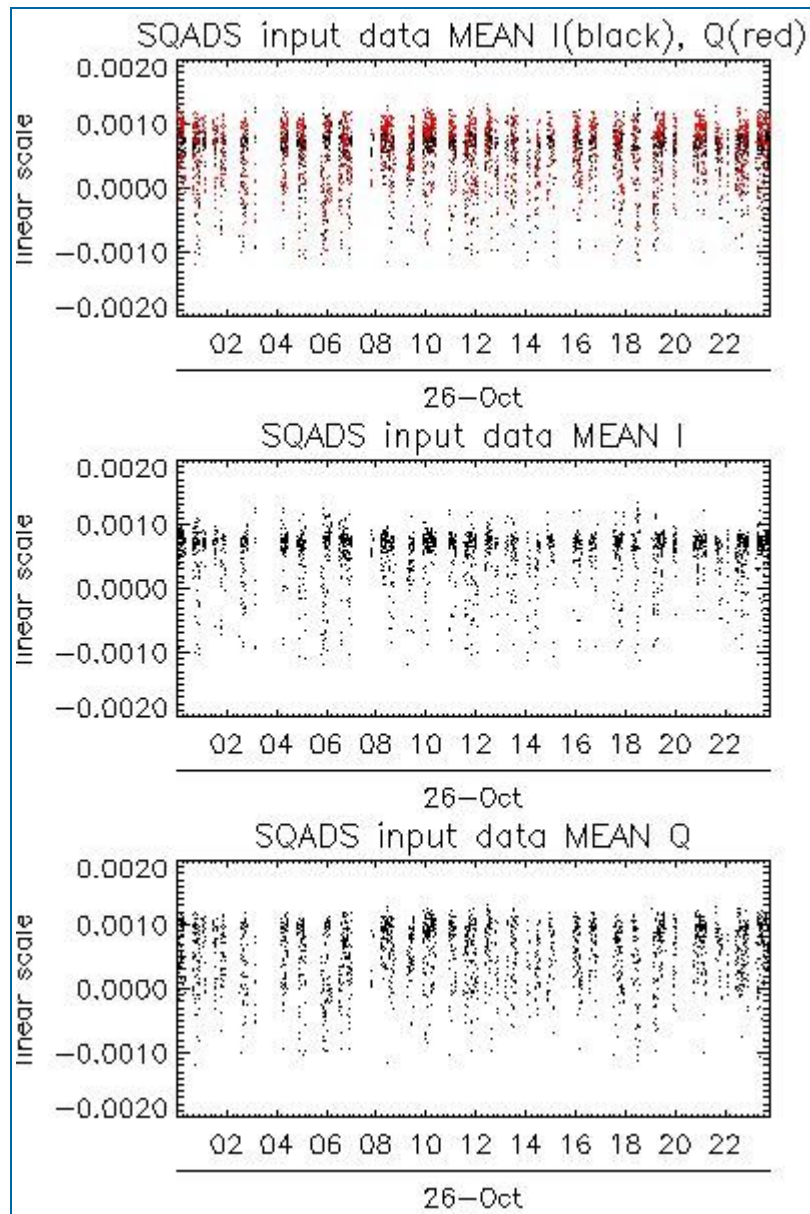 SQADS input data MEAN I(black), Q(red)
0.0020
0.0010
0.0000
-0.0010
-0.0020
linear scale
02 04 06 08 10 12 14 16 18 20 22
26-Oct
SQADS input data MEAN I
0.0020
0.0010
0.0000
-0.0010
-0.0020
linear scale
02 04 06 08 10 12 14 16 18 20 22
26-Oct
SQADS input data MEAN Q
0.0020
0.0010
0.0000
-0.0010
-0.0020
linear scale
02 04 06 08 10 12 14 16 18 20 22
26-Oct